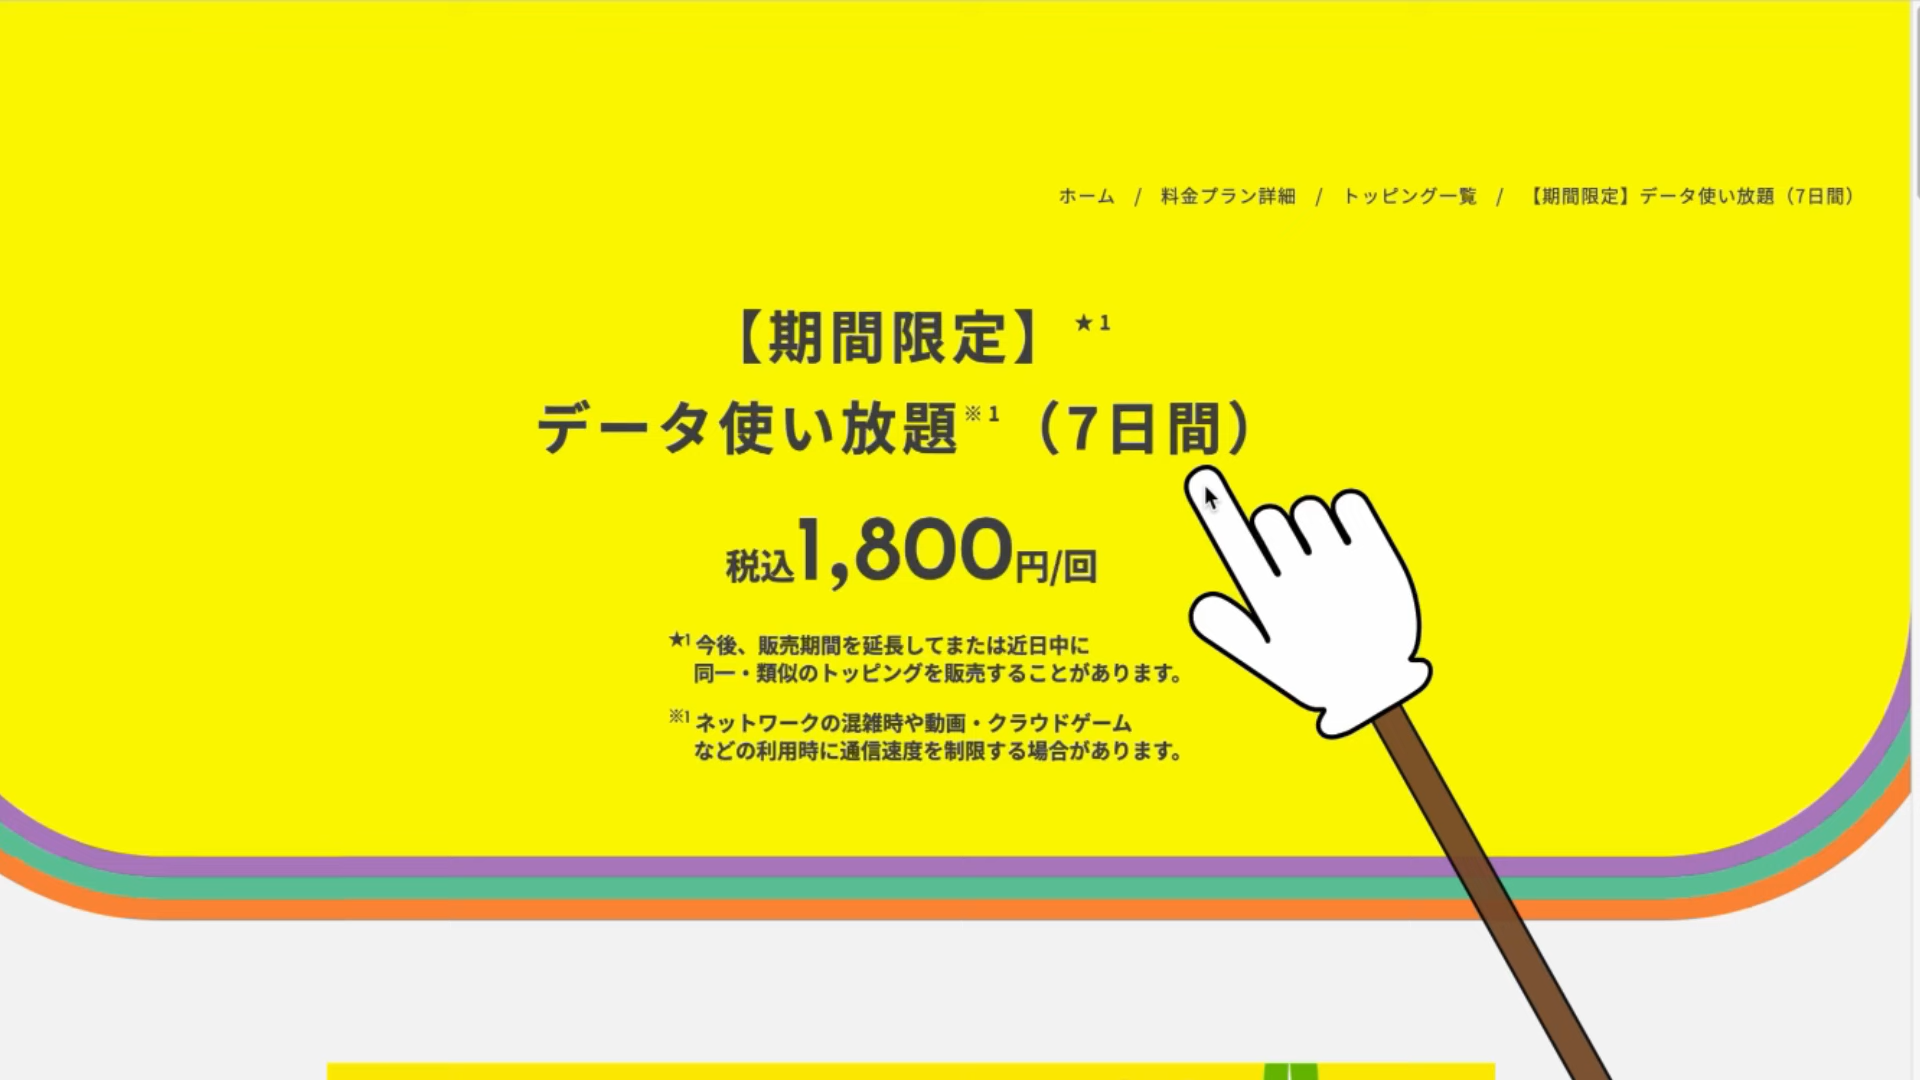 ホーム / 料金プラン詳細 / トッピング一覧 / 【期間限定】データ使い放題（7日間）
【期間限定】★1
データ使い放題※1（7日間）
税込1,800円/回
★1 今後、販売期間を延長してまたは近日中に
同一・類似のトッピングを販売することがあります。
※1 ネットワークの混雑時や動画・クラウドゲーム
などの利用時に通信速度を制限する場合があります。